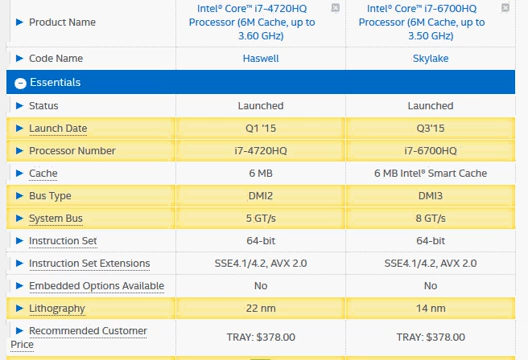 Product Name Intel® Core™ i7-4720HQ Processor (6M Cache, up to 3.60 GHz) Intel® Core™ i7-6700HQ Processor (6M Cache, up to 3.50 GHz)
Code Name Haswell Skylake
Essentials
Status Launched Launched
Launch Date Q1 '15 Q3'15
Processor Number i7-4720HQ i7-6700HQ
Cache 6 MB 6 MB Intel® Smart Cache
Bus Type DMI2 DMI3
System Bus 5 GT/s 8 GT/s
Instruction Set 64-bit 64-bit
Instruction Set Extensions SSE4.1/4.2, AVX 2.0 SSE4.1/4.2, AVX 2.0
Embedded Options Available No No
Lithography 22 nm 14 nm
Recommended Customer Price TRAY: $378.00 TRAY: $378.00